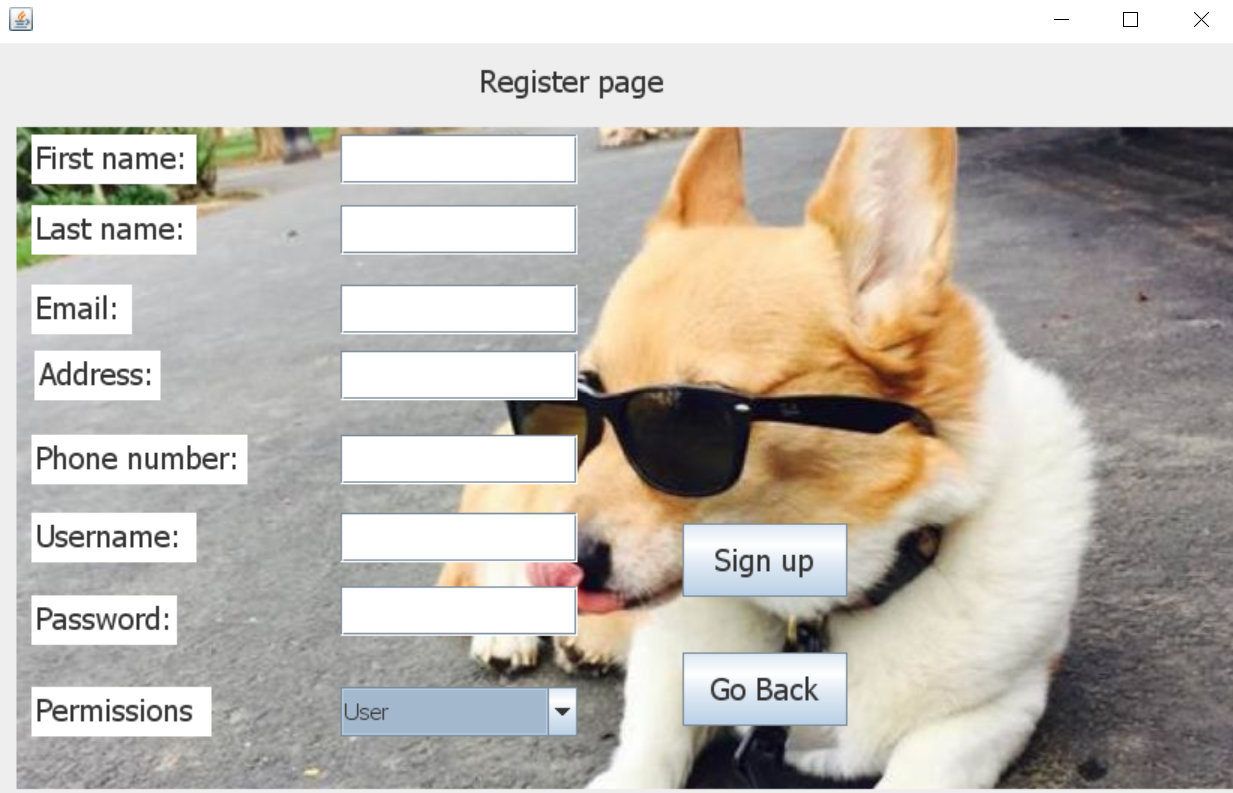 Register page
First name:
Last name:
Email:
Address:
Phone number:
Username:
Password:
Permissions
User
Sign up
Go Back